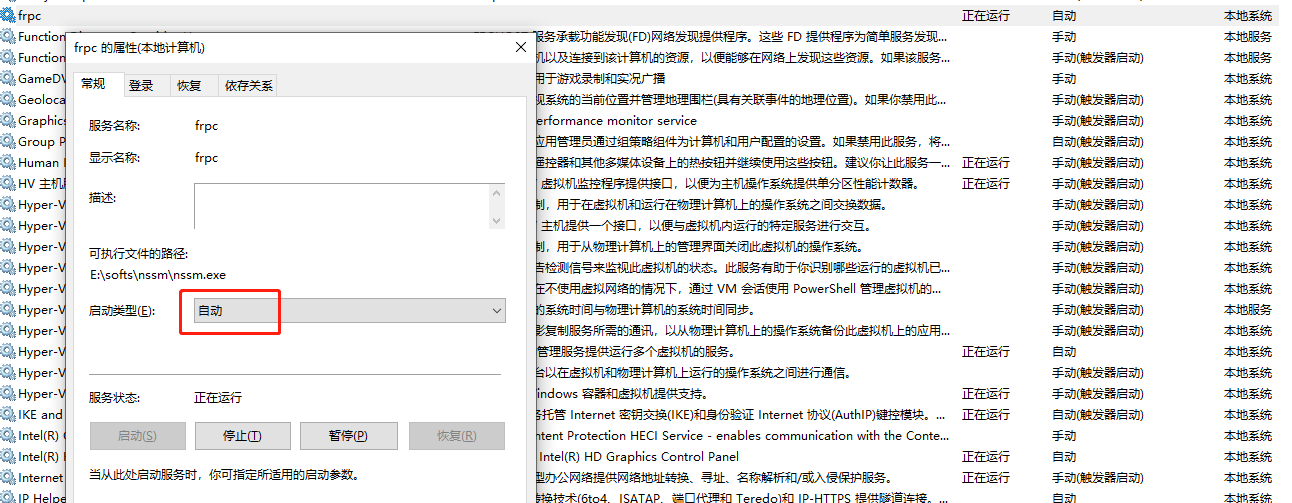 frpc 正在运行 自动 本地系统
Function 服务承载功能发现(FD)网络发现提供程序。这些 FD 提供程序为简单服务发现... 手动 本地服务
frpc 的属性(本地计算机)
Function 机以及连接到该计算机的资源，以便能够在网络上发现这些资源。如果该服务... 手动(触发器启动) 本地服务
GameDV 用于游戏录制和实况广播 手动 本地系统
常规 登录 恢复 依存关系
Geoloca 视系统的当前位置并管理地理围栏(具有关联事件的地理位置)。如果你禁用此... 手动(触发器启动) 本地系统
Graphics erformance monitor service 手动(触发器启动) 本地系统
服务名称: frpc
Group P 应用管理员通过组策略组件为计算机和用户配置的设置。如果禁用此服务，将... 自动(触发器启动) 本地系统
显示名称: frpc
Human I 遥控器和其他多媒体设备上的热按钮并继续使用这些按钮。建议你让此服务一... 正在运行 手动(触发器启动) 本地系统
HV 主机 虚拟机监控程序提供接口，以便为主机操作系统提供单分区性能计数器。 正在运行 手动(触发器启动) 本地系统
描述:
Hyper-V 制，用于在虚拟机和运行在物理计算机上的操作系统之间交换数据。 手动(触发器启动) 本地系统
Hyper-V 主机提供一个接口，以便与虚拟机内运行的特定服务进行交互。 手动(触发器启动) 本地系统
Hyper-V 制，用于从物理计算机上的管理界面关闭此虚拟机的操作系统。 手动(触发器启动) 本地系统
可执行文件的路径:
Hyper-V 告检测信号来监视此虚拟机的状态。此服务有助于你识别哪些运行的虚拟机已... 手动(触发器启动) 本地系统
E:\softs\nssm\nssm.exe
Hyper-V 在不使用虚拟网络的情况下，通过 VM 会话使用 PowerShell 管理虚拟机的... 手动(触发器启动) 本地系统
启动类型(E): 自动
Hyper-V 的系统时间与物理计算机的系统时间同步。 手动(触发器启动) 本地服务
Hyper-V 影复制服务所需的通讯，以从物理计算机上的操作系统备份此虚拟机上的应用... 手动(触发器启动) 本地系统
Hyper-V 管理服务提供运行多个虚拟机的服务。 正在运行 自动 本地系统
Hyper-V 台以在虚拟机和物理计算机上运行的操作系统之间进行通信。 手动(触发器启动) 本地系统
Hyper-V indows 容器和虚拟机提供支持。 正在运行 手动(触发器启动) 本地系统
服务状态: 正在运行
IKE and 务托管 Internet 密钥交换(IKE)和身份验证 Internet 协议(AuthIP)键控模块。... 正在运行 自动(触发器启动) 本地系统
启动(S) 停止(T) 暂停(P) 恢复(R)
Intel(R) C ntent Protection HECI Service - enables communication with the Conte... 手动 本地系统
Intel(R) H Intel(R) HD Graphics Control Panel 正在运行 自动 本地系统
当从此处启动服务时，你可指定所适用的启动参数。
Internet 型办公网络提供网络地址转换、寻址、名称解析和/或入侵保护服务。 正在运行 手动(触发器启动) 本地系统
IP Helpe 转换技术(6to4、ISATAP、端口代理和 Teredo)和 IP-HTTPS 提供隧道连接。... 正在运行 自动 本地系统